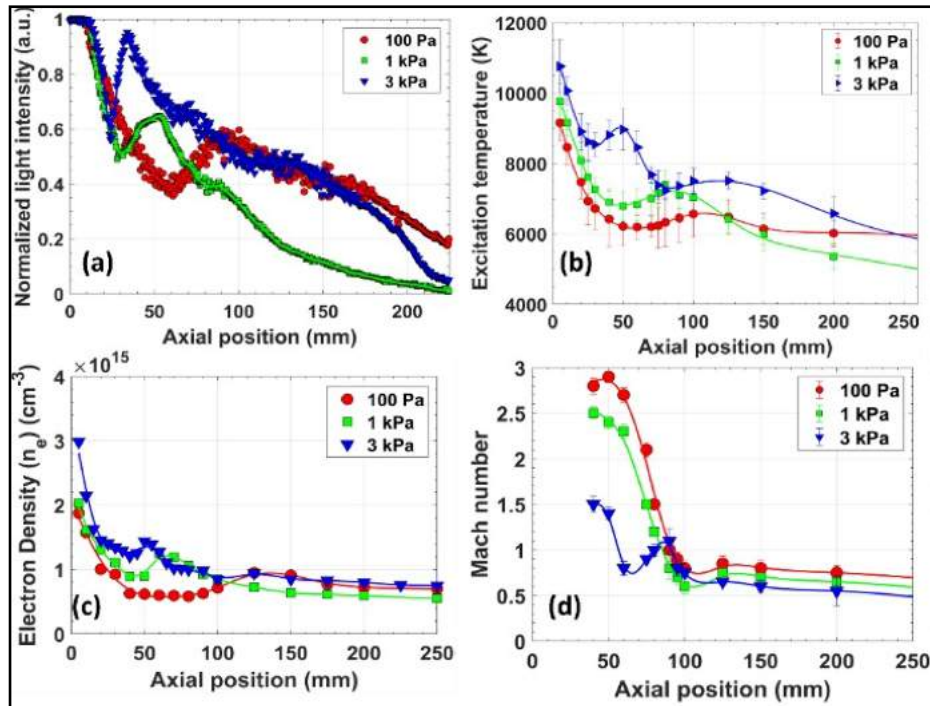 Normalized light intensity (a.u.)
1
0.8
0.6
0.4
0.2
0
100 Pa
1 kPa
3 kPa
(a)
0 50 100 150 200
Axial position (mm)
Excitation temperature (K)
12000
10000
8000
6000
4000
100 Pa
1 kPa
3 kPa
(b)
0 50 100 150 200 250
Axial position (mm)
Electron Density (nₑ) (cm⁻³)
× 10¹⁵
4
3
2
1
0
100 Pa
1 kPa
3 kPa
(c)
0 50 100 150 200 250
Axial position (mm)
Mach number
3
2.5
2
1.5
1
0.5
0
100 Pa
1 kPa
3 kPa
(d)
0 50 100 150 200 250
Axial position (mm)